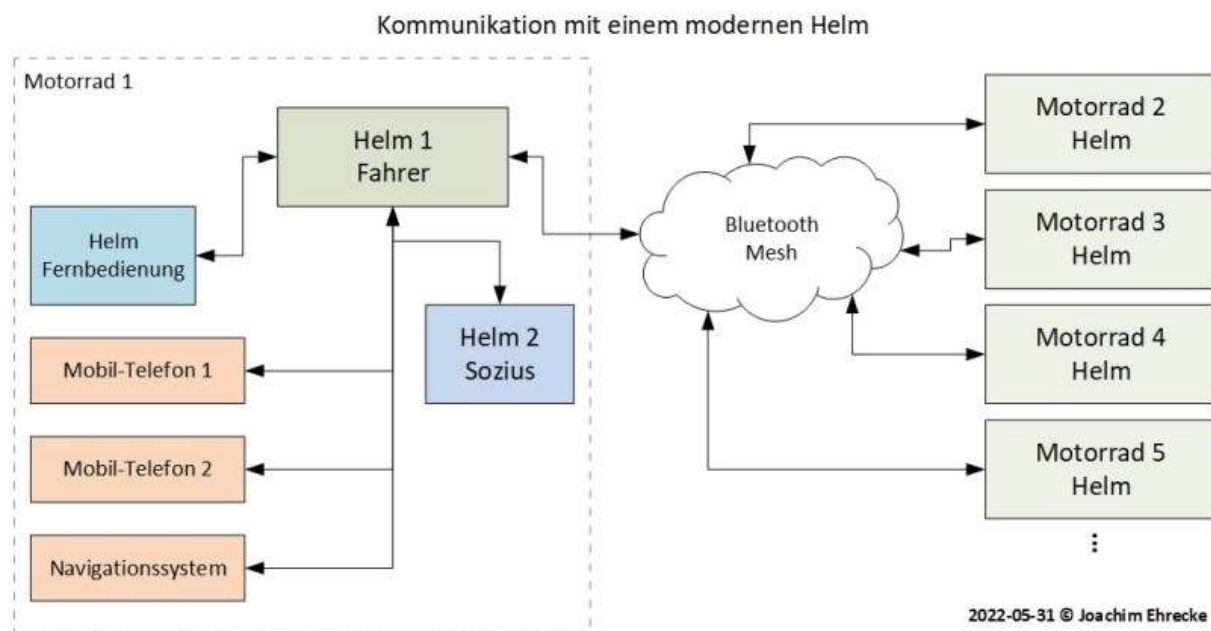 Kommunikation mit einem modernen Helm
Motorrad 1
Helm 1
Fahrer
Helm
Fernbedienung
Helm 2
Sozius
Mobil-Telefon 1
Mobil-Telefon 2
Navigationssystem
Bluetooth
Mesh
Motorrad 2
Helm
Motorrad 3
Helm
Motorrad 4
Helm
Motorrad 5
Helm
...
2022-05-31 © Joachim Ehrecke